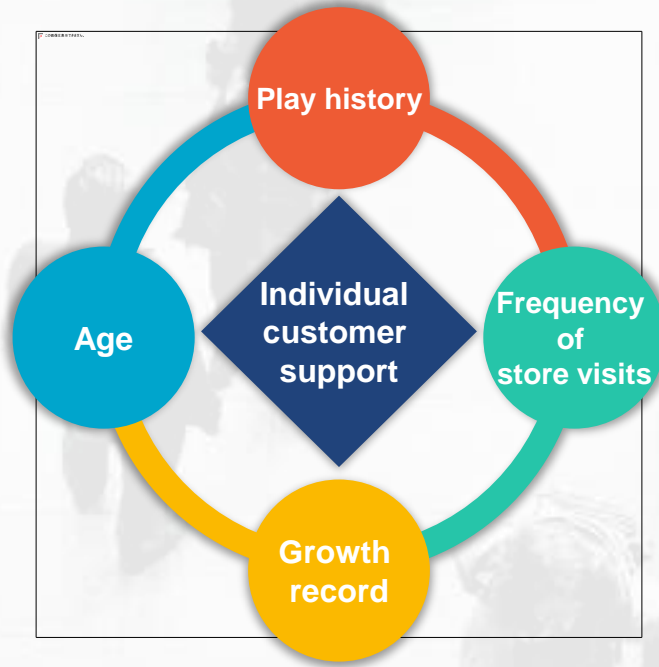 Play history
Individual
customer
support
Age
Frequency
of
store visits
Growth
record